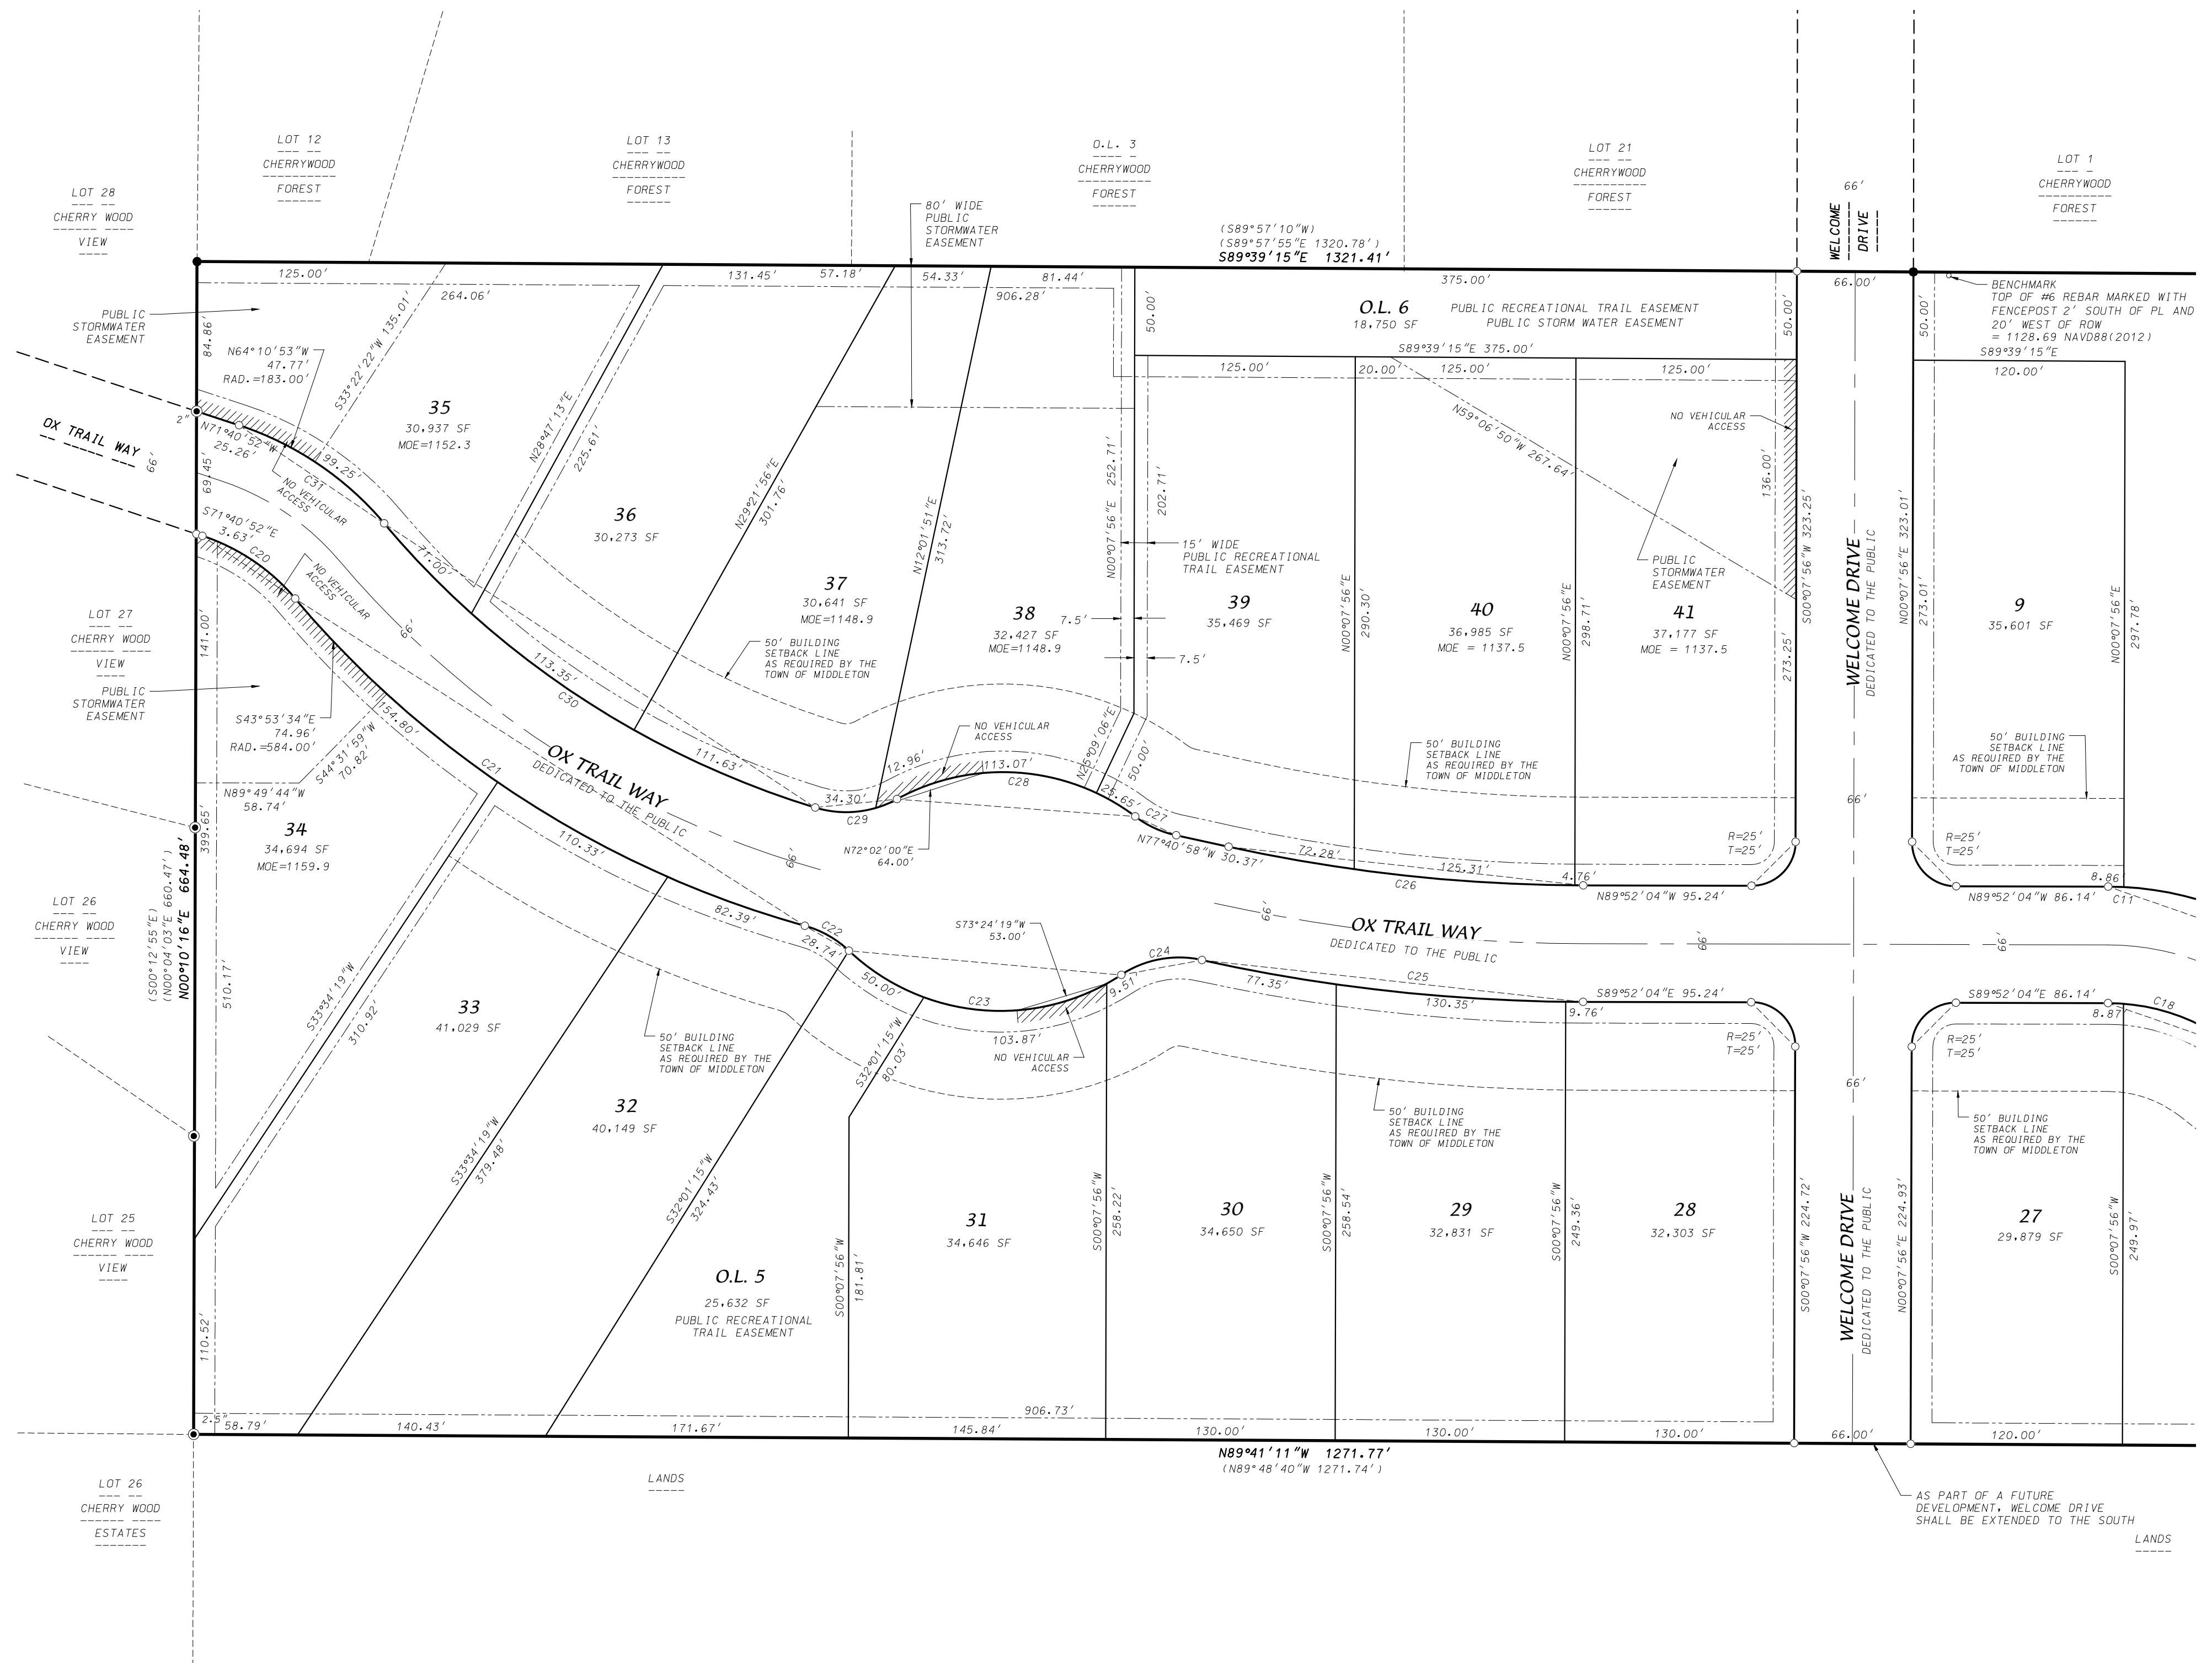 LOT 12
CHERRYWOOD
FOREST
LOT 13
CHERRYWOOD
FOREST
O.L. 3
CHERRYWOOD
FOREST
LOT 21
CHERRYWOOD
FOREST
LOT 1
CHERRYWOOD
FOREST
LOT 28
CHERRY WOOD
VIEW
66'
WELCOME
DRIVE
80' WIDE
PUBLIC
STORMWATER
EASEMENT
(S89°57'10"W)
(S89°57'55"E 1320.78')
S89°39'15"E 1321.41'
125.00'
264.06'
131.45'
57.18'
54.33'
81.44'
906.28'
375.00'
66.00'
BENCHMARK
TOP OF #6 REBAR MARKED WITH
FENCEPOST 2' SOUTH OF PL AND
20' WEST OF ROW
= 1128.69 NAVD88(2012)
S89°39'15"E
120.00'
O.L. 6
18,750 SF
PUBLIC RECREATIONAL TRAIL EASEMENT
PUBLIC STORM WATER EASEMENT
50.00'
50.00'
50.00'
S89°39'15"E 375.00'
125.00'
20.00'
125.00'
125.00'
PUBLIC
STORMWATER
EASEMENT
84.86'
N64°10'53"W
47.77'
RAD.=183.00'
S33°22'22"W 135.01'
35
30,937 SF
MOE=1152.3
N28°47'13"E
225.61'
OX TRAIL WAY
66'
2"
N71°40'52"W
25.26'
99.25'
C31
NO VEHICULAR
ACCESS
69.45'
S71°40'52"E
3.63'
C20
NO VEHICULAR
ACCESS
77.00'
66'
36
30,273 SF
N29°21'56"E
301.76'
N12°01'51"E
313.72'
37
30,641 SF
MOE=1148.9
50' BUILDING
SETBACK LINE
AS REQUIRED BY THE
TOWN OF MIDDLETON
38
32,427 SF
MOE=1148.9
N00°07'56"E 252.71'
202.71'
15' WIDE
PUBLIC RECREATIONAL
TRAIL EASEMENT
7.5'
7.5'
39
35,469 SF
N00°07'56"E
290.30'
40
36,985 SF
MOE = 1137.5
N59°06'50"W 267.64'
N00°07'56"E
298.71'
NO VEHICULAR
ACCESS
136.00'
PUBLIC
STORMWATER
EASEMENT
41
37,177 SF
MOE = 1137.5
273.25'
S00°07'56"W 323.25'
WELCOME DRIVE
DEDICATED TO THE PUBLIC
N00°07'56"E 323.01'
273.01'
9
35,601 SF
N00°07'56"E
297.78'
LOT 27
CHERRY WOOD
VIEW
141.00'
PUBLIC
STORMWATER
EASEMENT
S43°53'34"E
74.96'
RAD.=584.00'
154.80'
S44°31'59"W
70.82'
N89°49'44"W
58.74'
34
34,694 SF
MOE=1159.9
399.65'
C21
113.35'
C30
OX TRAIL WAY
DEDICATED TO THE PUBLIC
111.63'
66'
34.30'
C29
12.96'
NO VEHICULAR
ACCESS
113.07'
C28
N72°02'00"E
64.00'
N25°09'06"E
50.00'
25.65'
C27
N77°40'58"W 30.37'
72.28'
125.31'
C26
4.76'
N89°52'04"W 95.24'
50' BUILDING
SETBACK LINE
AS REQUIRED BY THE
TOWN OF MIDDLETON
R=25'
T=25'
66'
50' BUILDING
SETBACK LINE
AS REQUIRED BY THE
TOWN OF MIDDLETON
R=25'
T=25'
N89°52'04"W 86.14'
8.86'
C11
LOT 26
CHERRY WOOD
VIEW
(S00°12'55"E)
(N00°04'03"E 660.47')
N00°10'16"E 664.48'
510.17'
S33°34'19"W
310.92'
33
41,029 SF
110.33'
82.39'
C22
28.74'
50.00'
C23
S73°24'19"W
53.00'
103.87'
9.51'
C24
NO VEHICULAR
ACCESS
66'
OX TRAIL WAY
DEDICATED TO THE PUBLIC
66'
66'
C25
77.35'
130.35'
9.76'
S89°52'04"E 95.24'
S89°52'04"E 86.14'
8.87'
C18
R=25'
T=25'
R=25'
T=25'
50' BUILDING
SETBACK LINE
AS REQUIRED BY THE
TOWN OF MIDDLETON
S32°01'15"W
80.03'
50' BUILDING
SETBACK LINE
AS REQUIRED BY THE
TOWN OF MIDDLETON
66'
50' BUILDING
SETBACK LINE
AS REQUIRED BY THE
TOWN OF MIDDLETON
S33°34'19"W
379.48'
32
40,149 SF
S32°01'15"W
324.43'
LOT 25
CHERRY WOOD
VIEW
110.52'
O.L. 5
25,632 SF
PUBLIC RECREATIONAL
TRAIL EASEMENT
S00°07'56"W
181.81'
31
34,646 SF
S00°07'56"W
258.22'
30
34,650 SF
S00°07'56"W
258.54'
29
32,831 SF
S00°07'56"W
249.36'
28
32,303 SF
S00°07'56"W 224.72'
WELCOME DRIVE
DEDICATED TO THE PUBLIC
N00°07'56"E 224.93'
27
29,879 SF
S00°07'56"W
249.97'
2.5"
58.79'
140.43'
171.67'
906.73'
145.84'
130.00'
130.00'
130.00'
66.00'
120.00'
N89°41'11"W 1271.77'
(N89°48'40"W 1271.74')
LOT 26
CHERRY WOOD
ESTATES
LANDS
AS PART OF A FUTURE
DEVELOPMENT, WELCOME DRIVE
SHALL BE EXTENDED TO THE SOUTH
LANDS